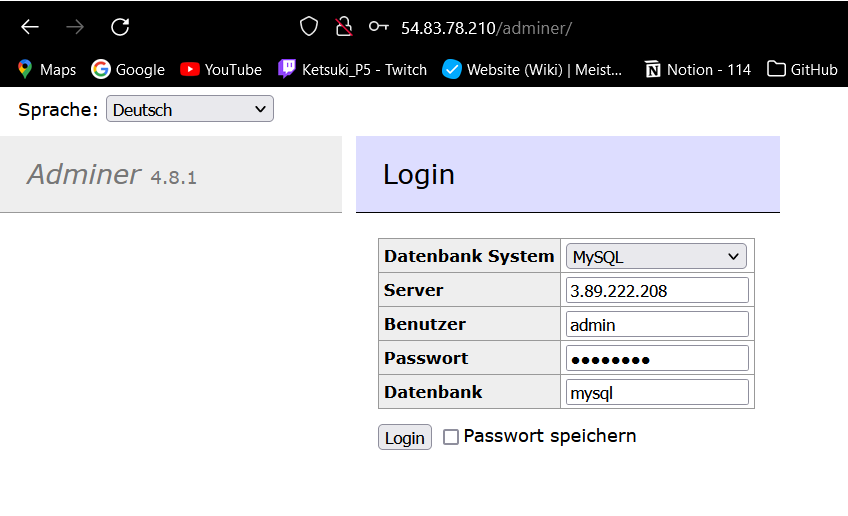 54.83.78.210/adminer/
Maps Google YouTube Ketsuki_P5 - Twitch Website (Wiki) | Meist... Notion - 114 GitHub
Sprache: Deutsch
Adminer 4.8.1
Login
Datenbank System MySQL
Server 3.89.222.208
Benutzer admin
Passwort ●●●●●●●●
Datenbank mysql
Login Passwort speichern